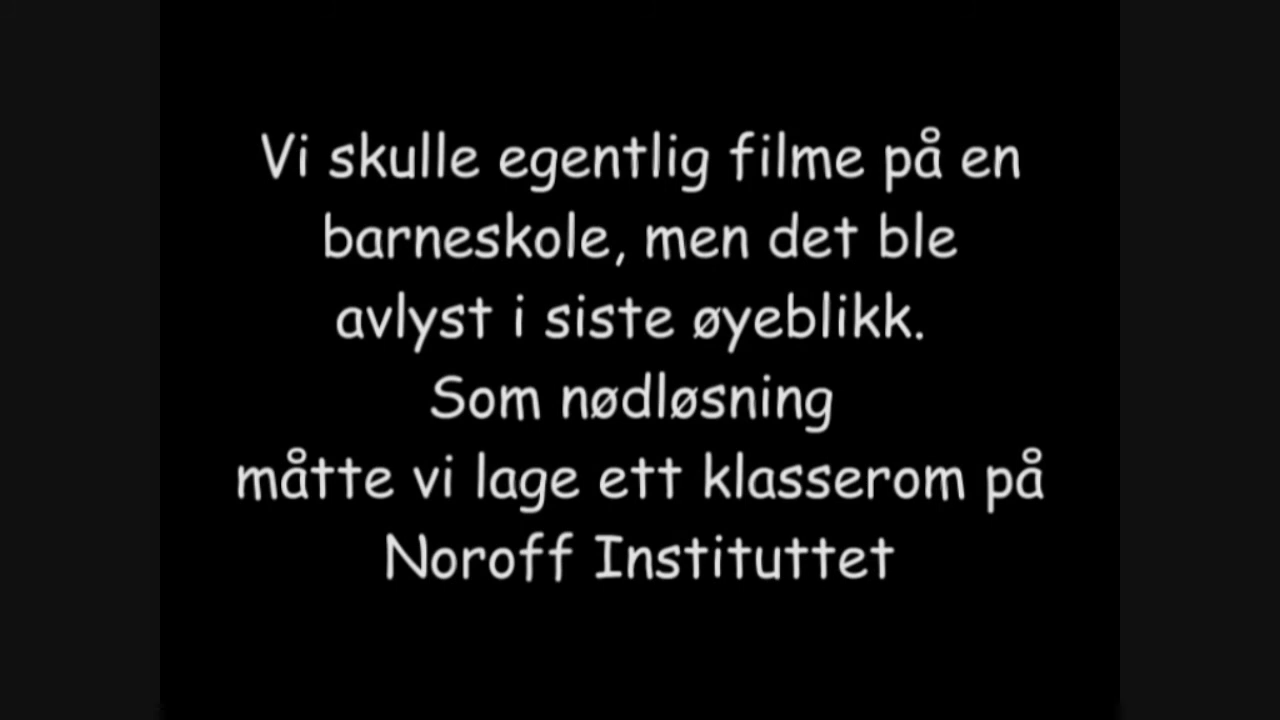 Vi skulle egentlig filme på en
barneskole, men det ble
avlyst i siste øyeblikk.
Som nødløsning
måtte vi lage ett klasserom på
Noroff Instituttet